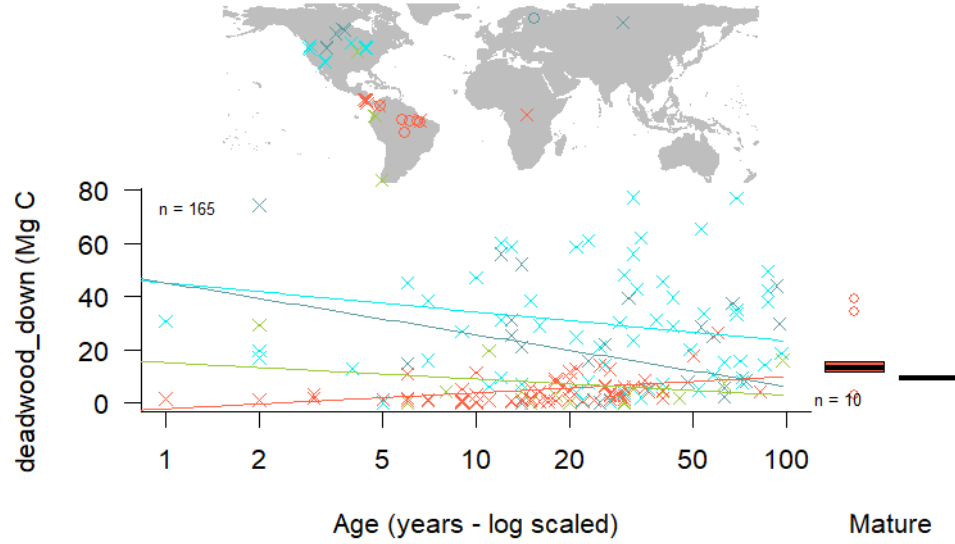 80
n = 165
60
40
20
0
n = 10
deadwood_down (Mg C
1 2 5 10 20 50 100
Age (years - log scaled)
Mature